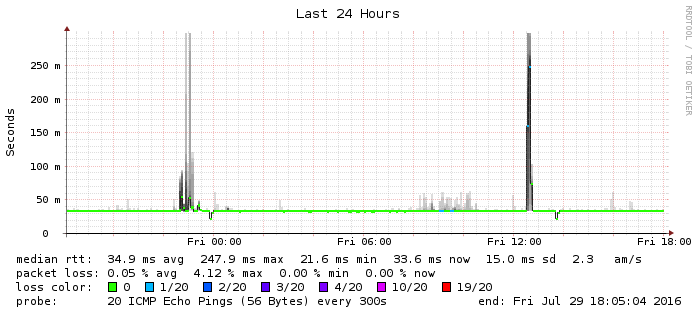 Last 24 Hours
RRDTOOL / TOBI OETIKER
Seconds
250 m
200 m
150 m
100 m
50 m
0
Fri 00:00 Fri 06:00 Fri 12:00 Fri 18:00
median rtt: 34.9 ms avg 247.9 ms max 21.6 ms min 33.6 ms now 15.0 ms sd 2.3 am/s
packet loss: 0.05 % avg 4.12 % max 0.00 % min 0.00 % now
loss color: 0 1/20 2/20 3/20 4/20 10/20 19/20
probe: 20 ICMP Echo Pings (56 Bytes) every 300s end: Fri Jul 29 18:05:04 2016